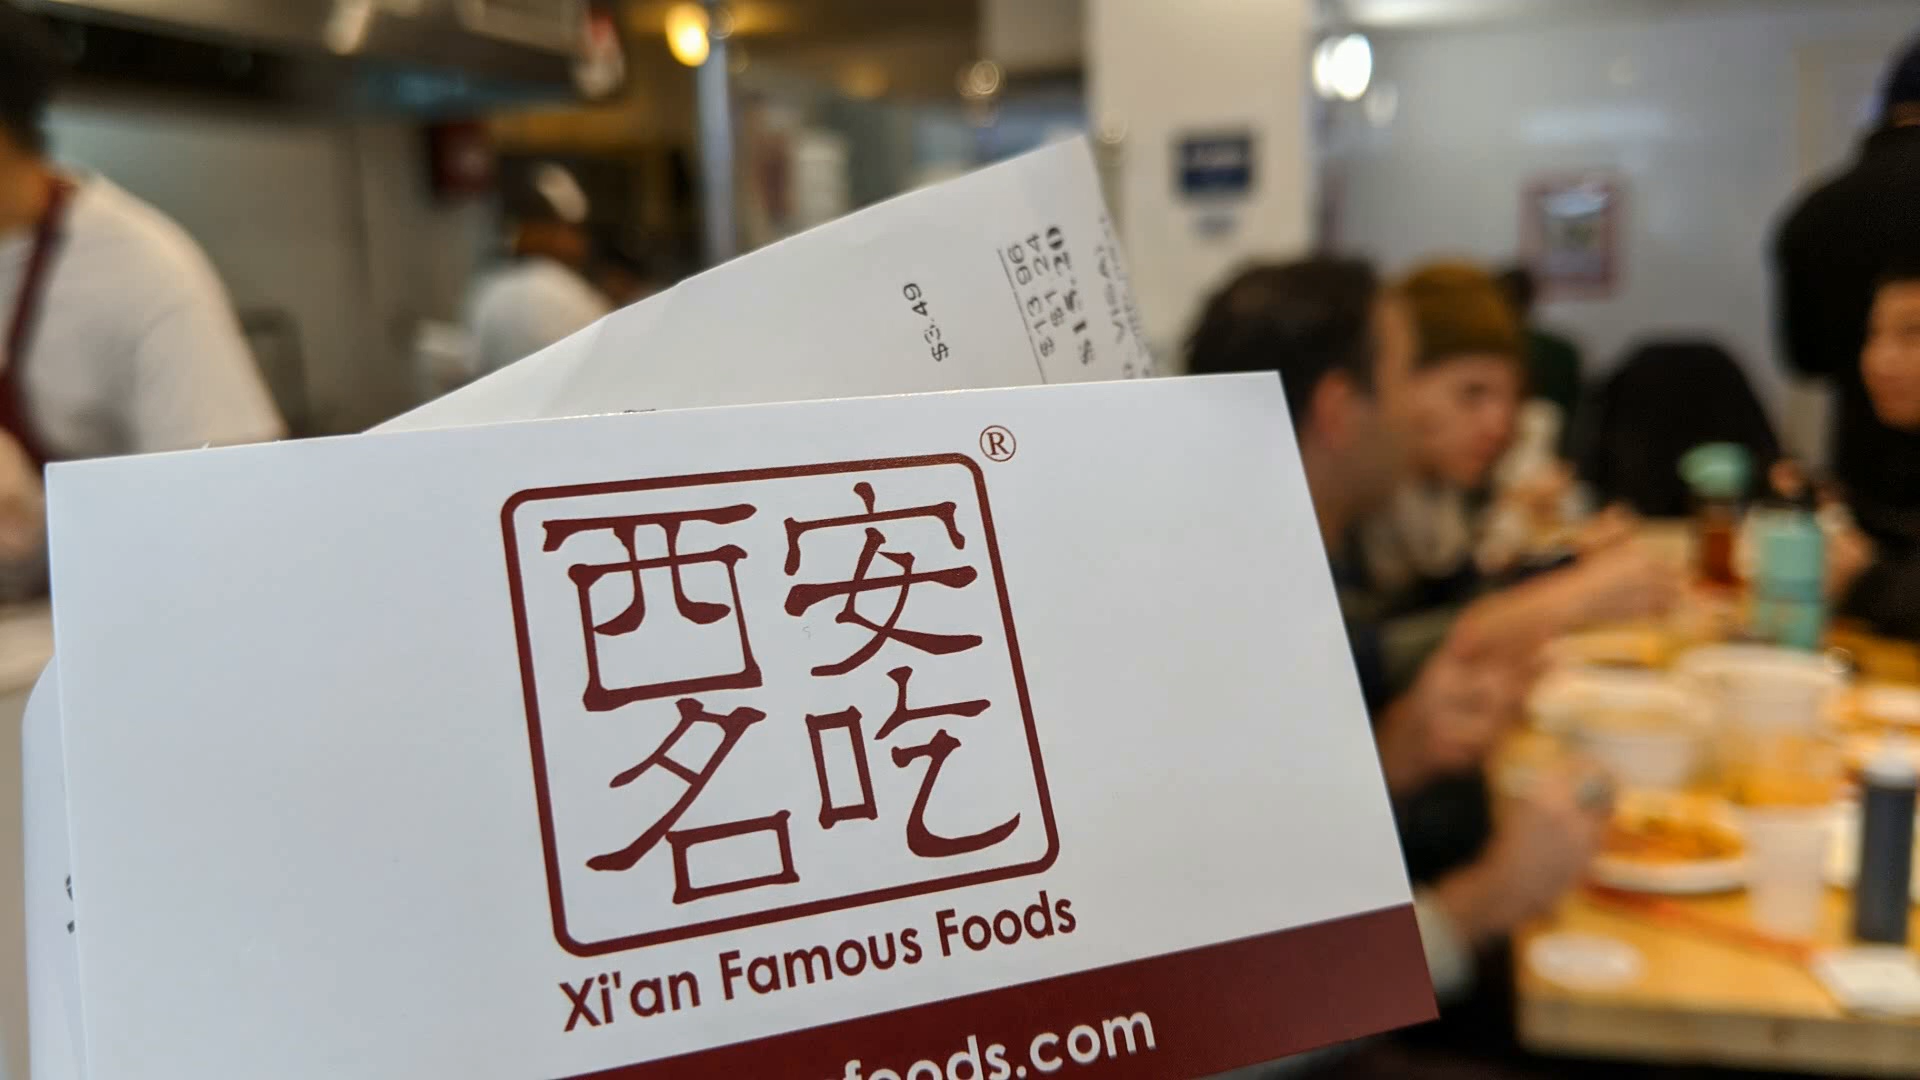 $3.49
$13.96
$1.24
$15.20
®
西安
名吃
Xi'an Famous Foods
foods.com